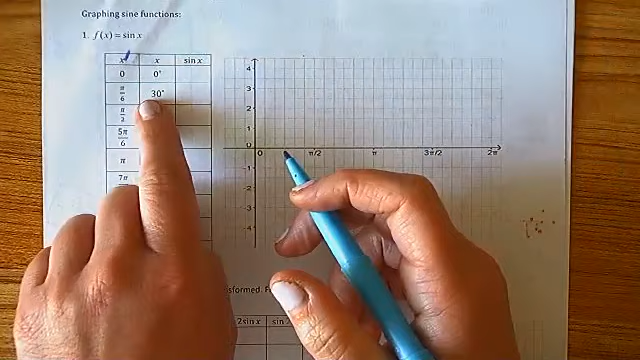 Graphing sine functions:
1. f(x) = sin x
x x sin x
0 0°
π/6 30°
π/2
5π/6
π
7π
4
3
2
1
0
0 π/2 π 3π/2 2π
-1
-2
-3
-4
sformed.
2sin x sin